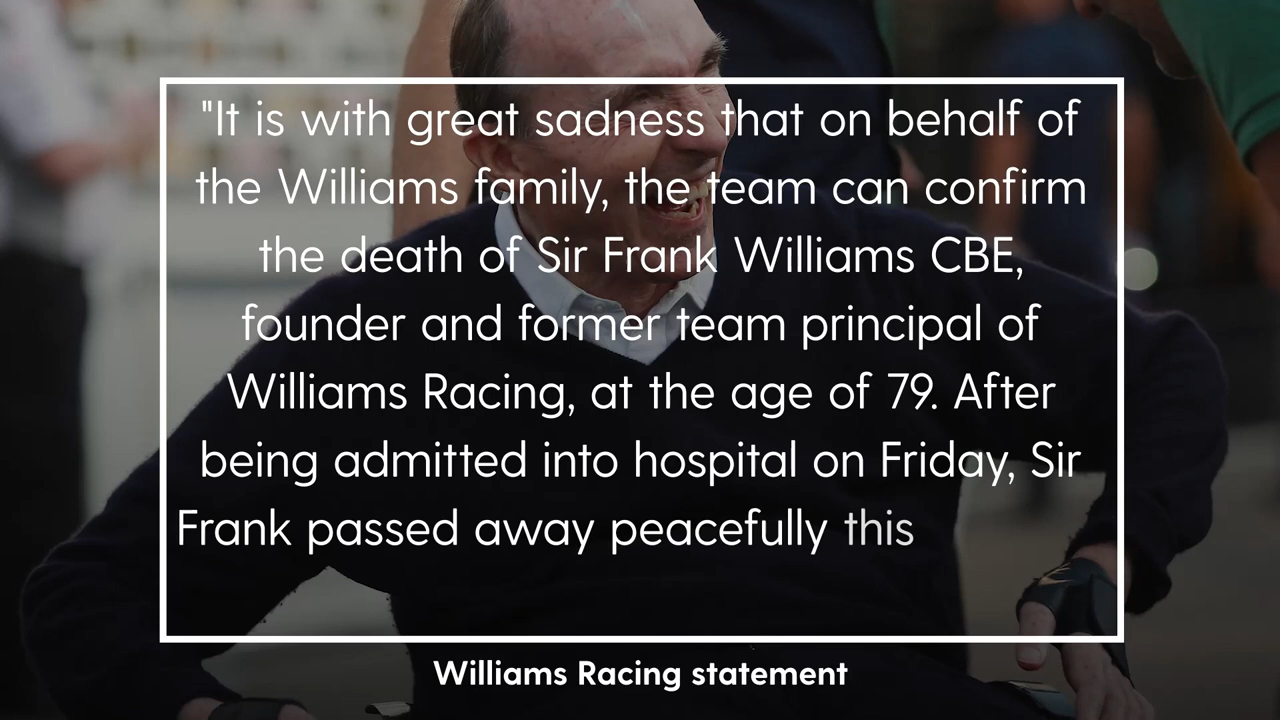 "It is with great sadness that on behalf of
the Williams family, the team can confirm
the death of Sir Frank Williams CBE,
founder and former team principal of
Williams Racing, at the age of 79. After
being admitted into hospital on Friday, Sir
Frank passed away peacefully this
Williams Racing statement